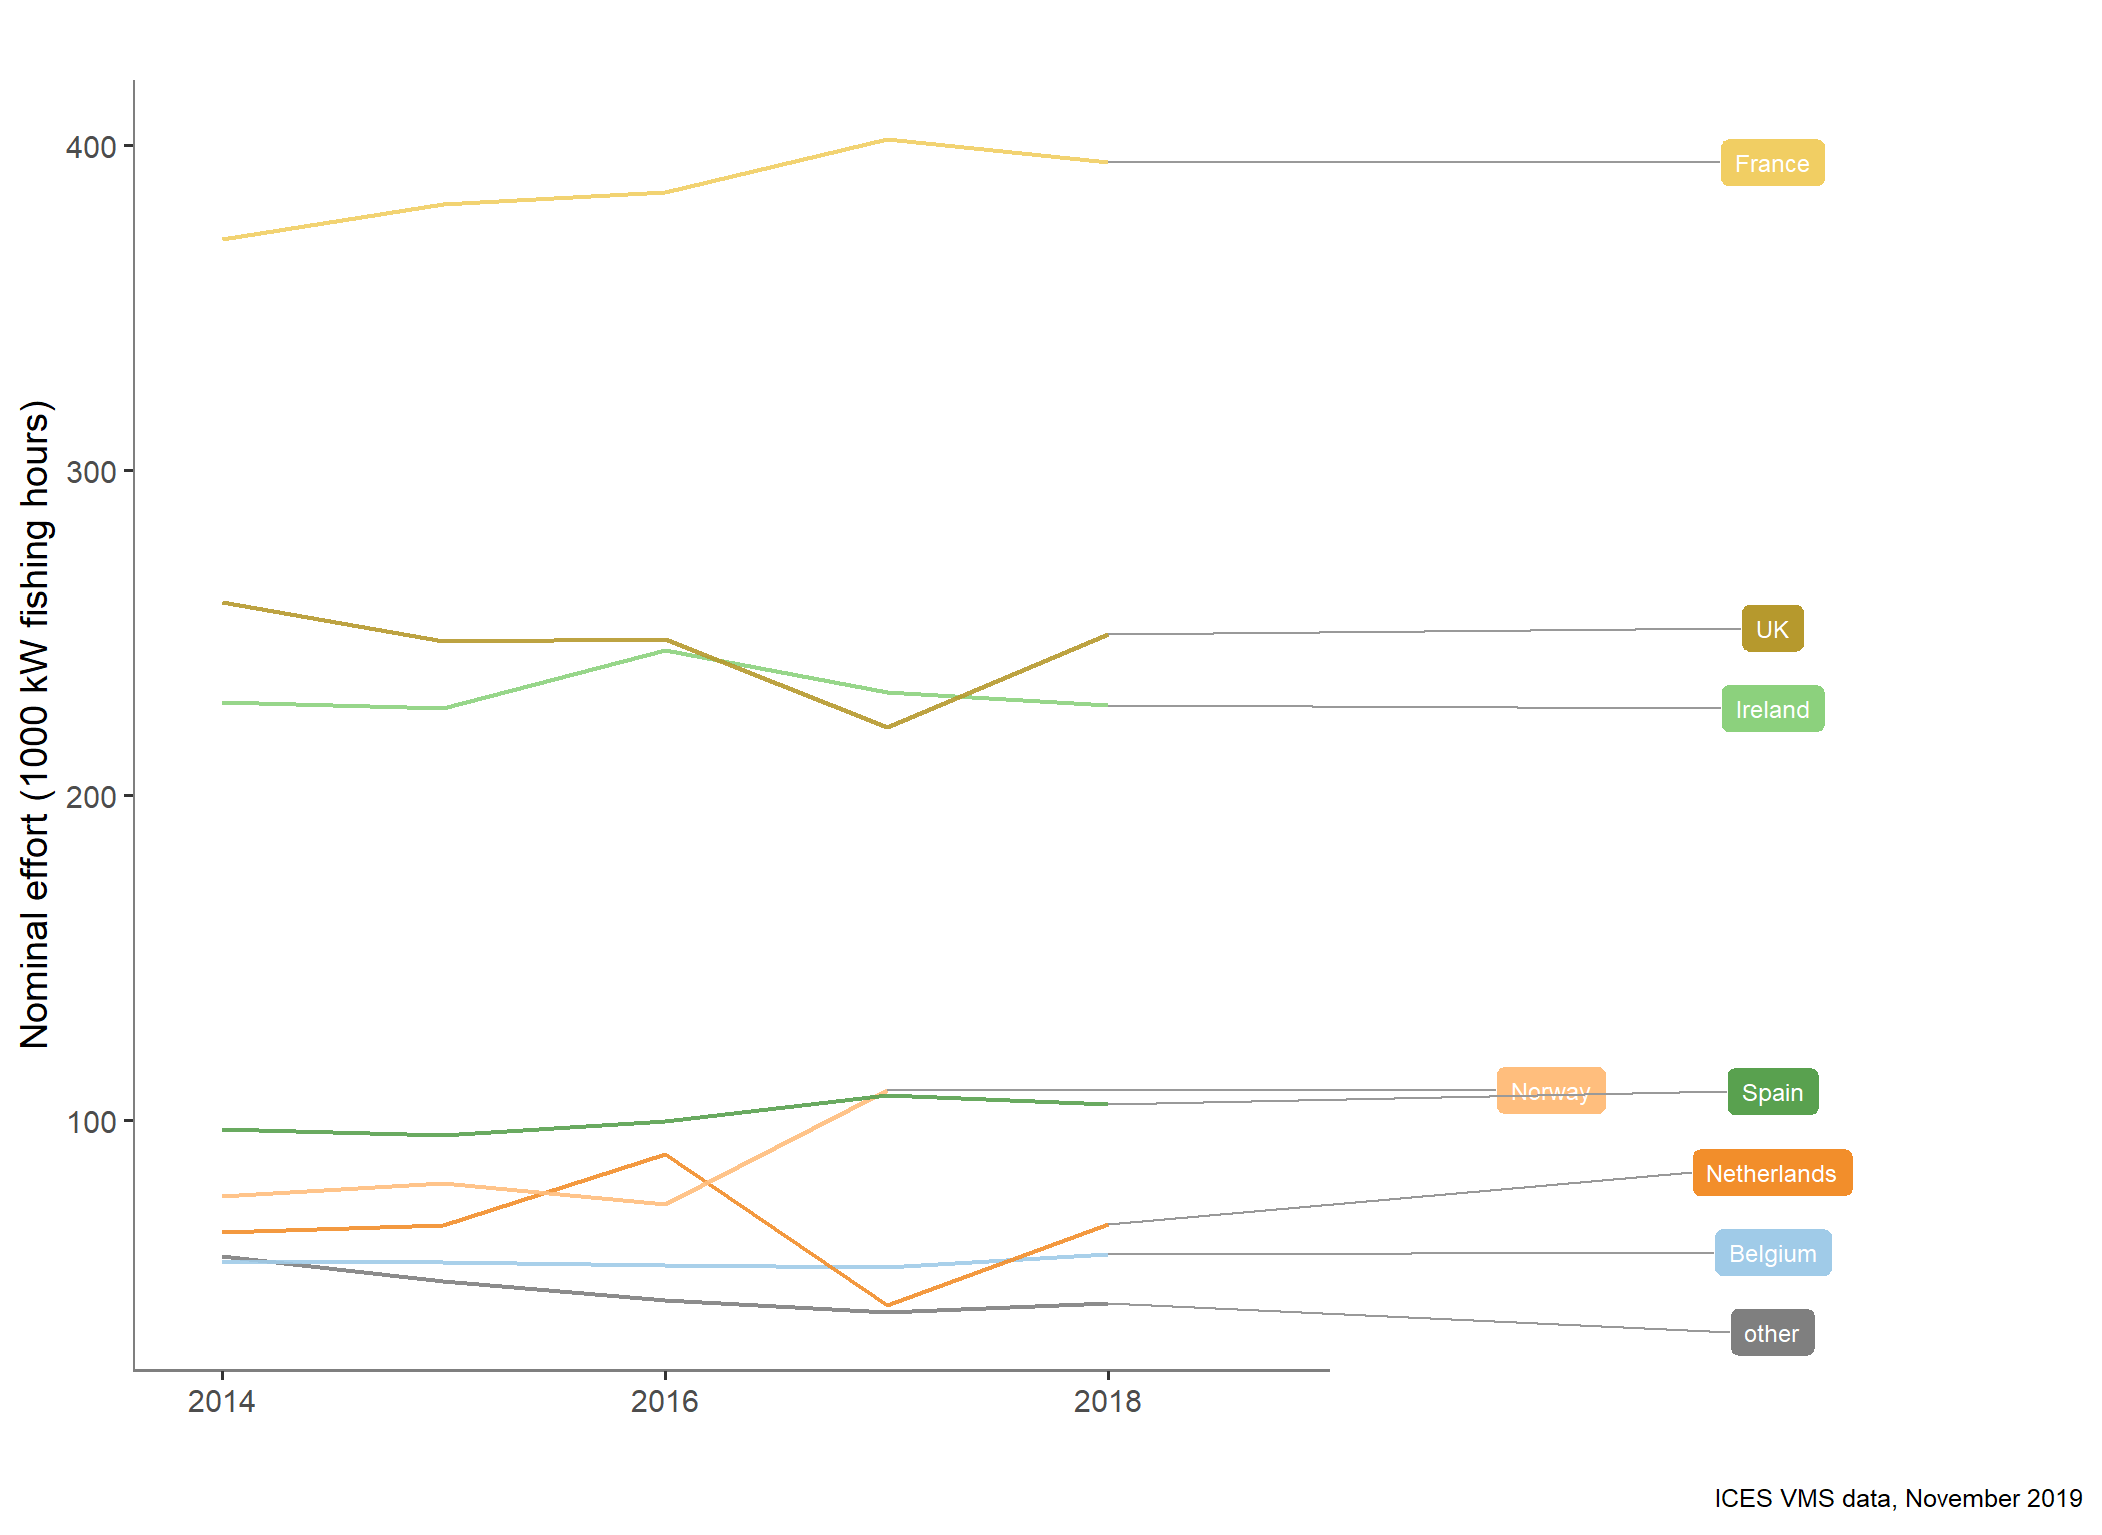 Nominal effort (1000 kW fishing hours)
400
300
200
100
2014
2016
2018
France
UK
Ireland
Norway
Spain
Netherlands
Belgium
other
ICES VMS data, November 2019